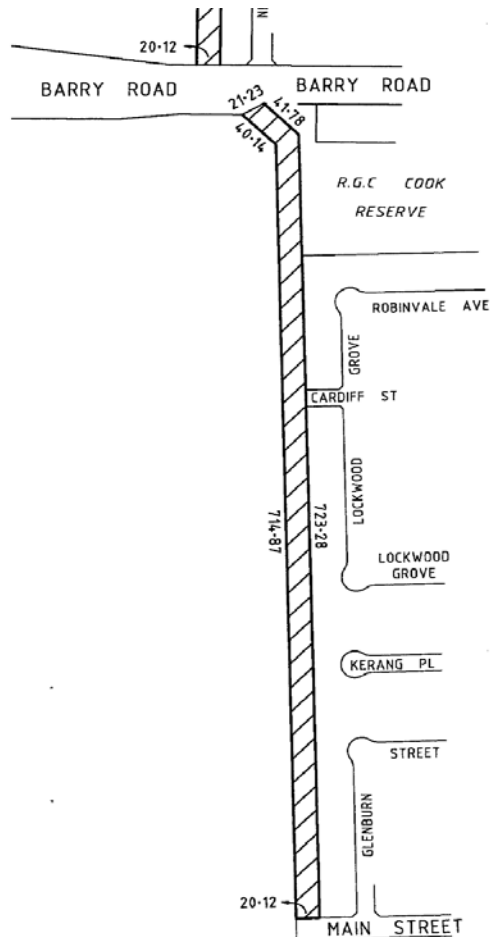 20·12
BARRY ROAD
BARRY ROAD
21·23
41·78
40·14
R.G.C COOK
RESERVE
ROBINVALE AVE
GROVE
CARDIFF ST
LOCKWOOD
714·87
723·28
LOCKWOOD
GROVE
KERANG PL
STREET
GLENBURN
20·12
MAIN STREET